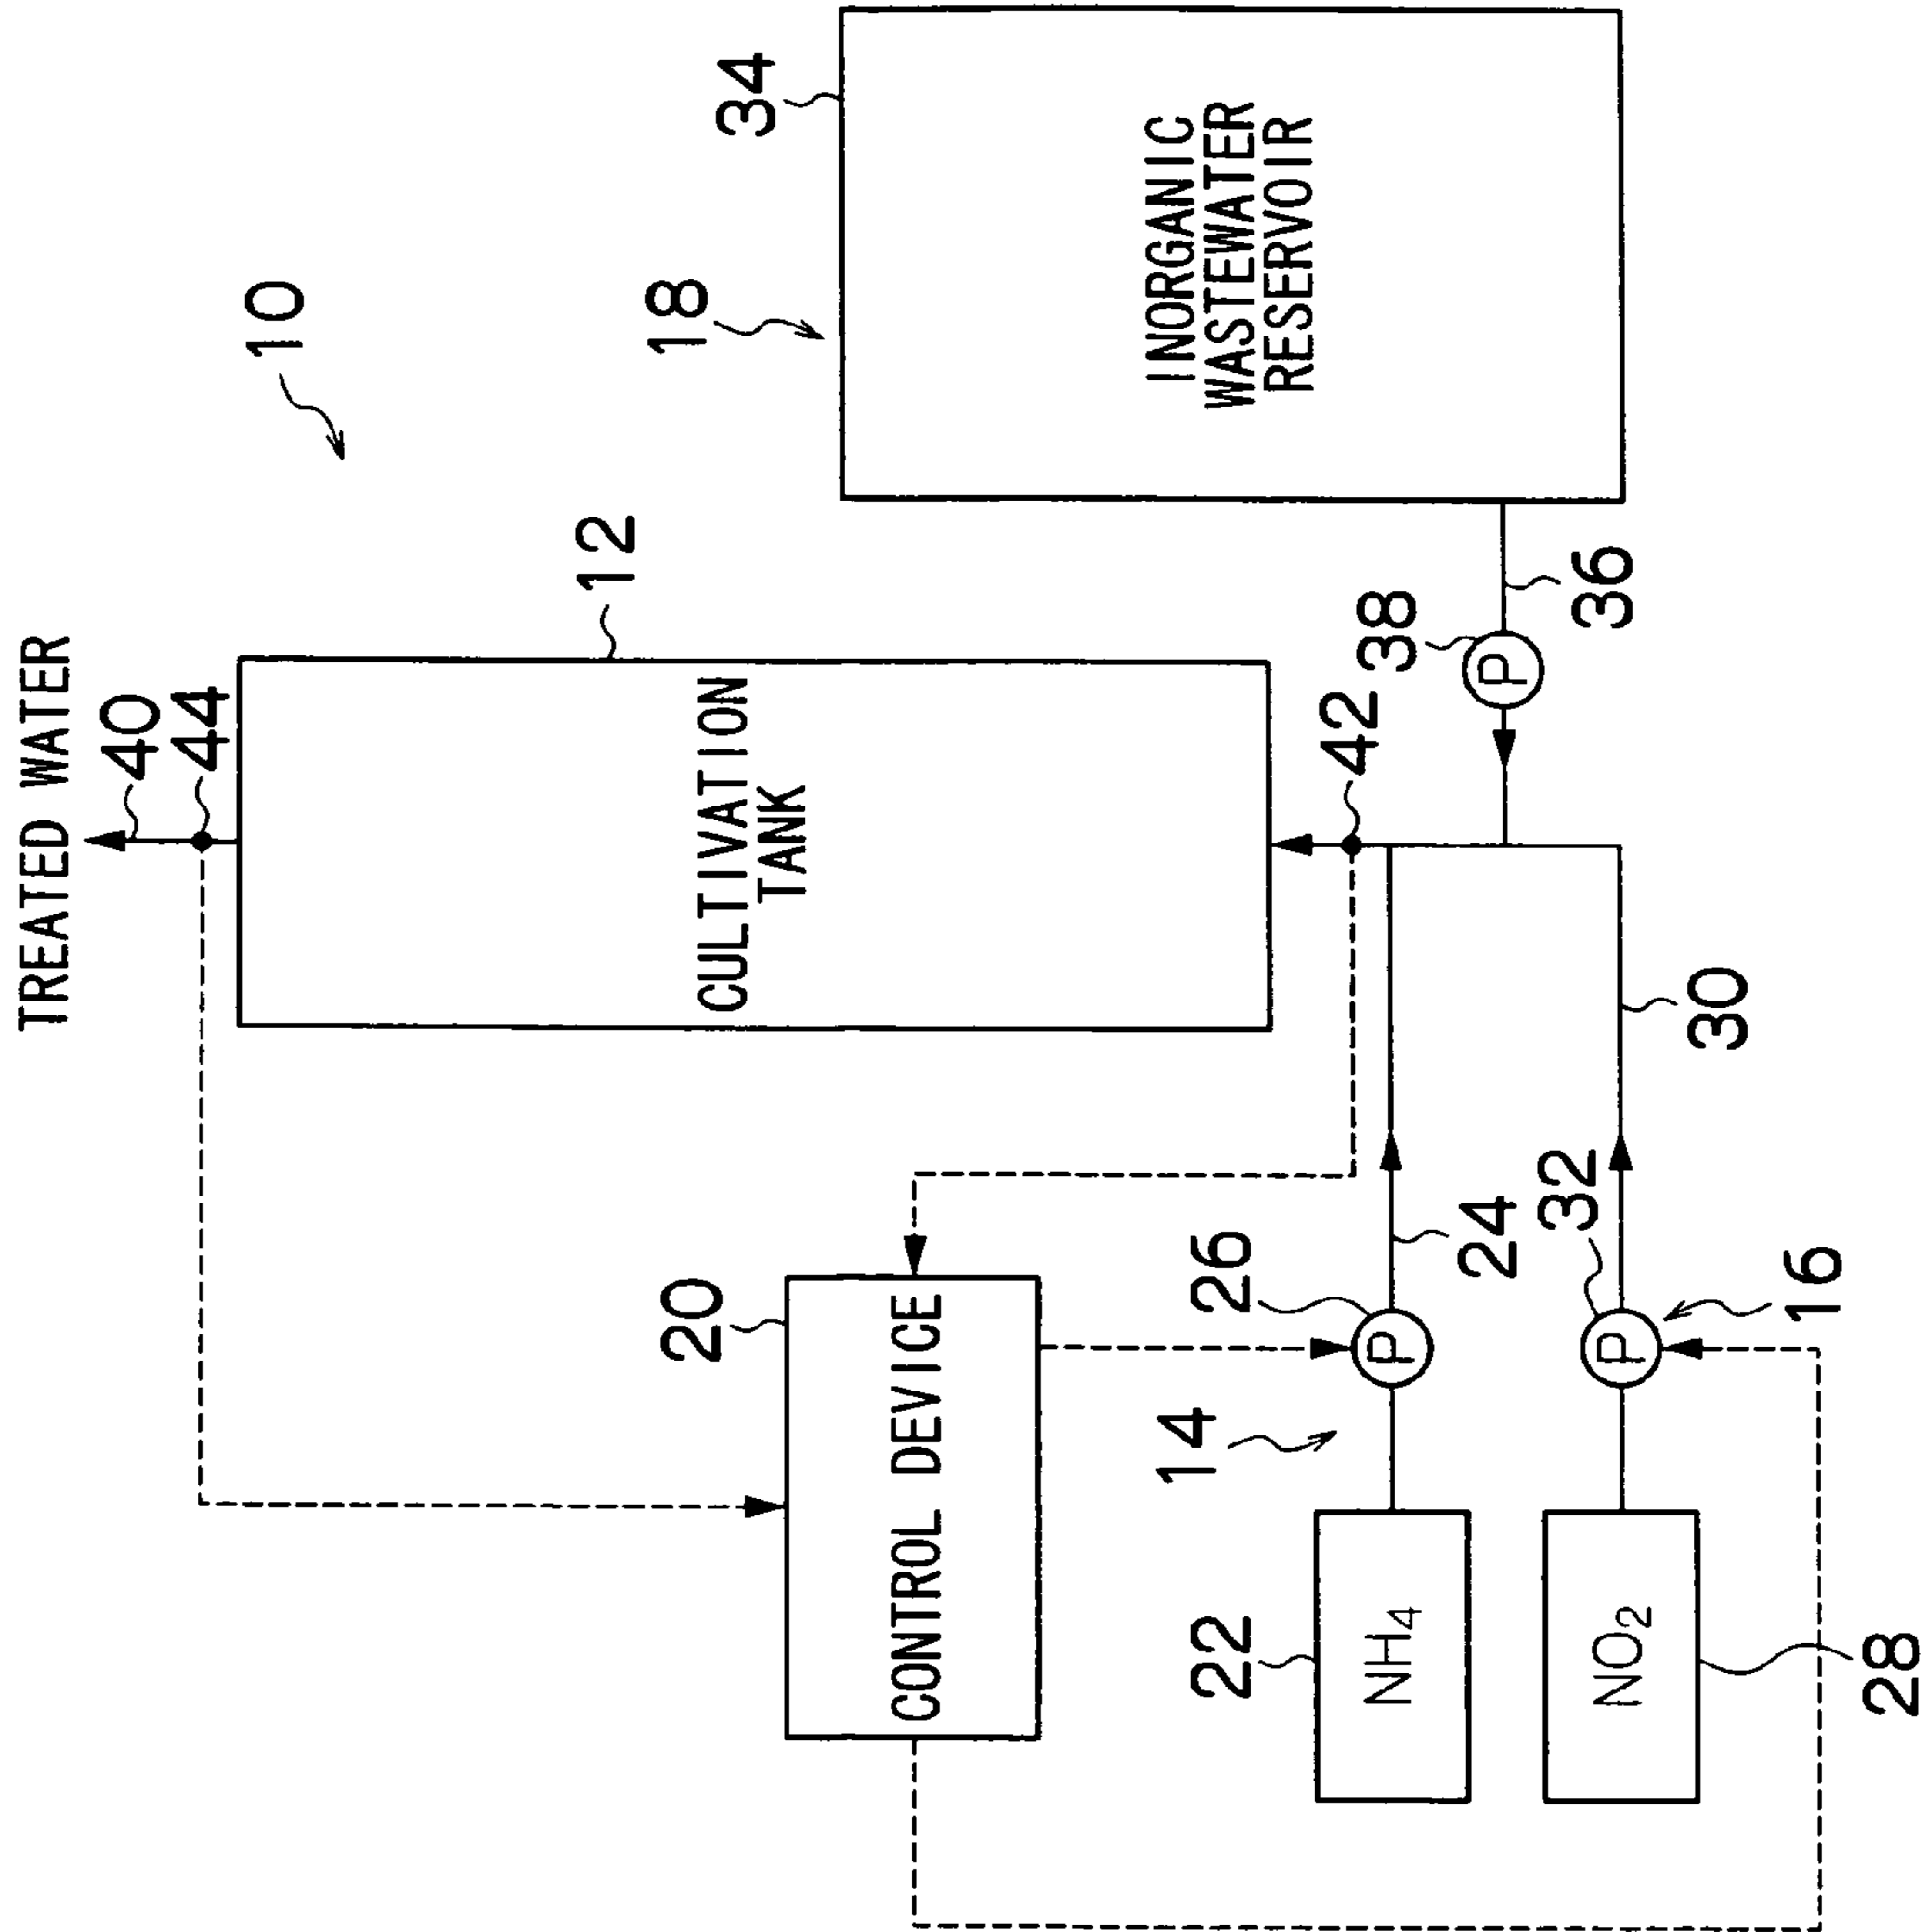 TREATED WATER
40
44
10
12
CULTIVATION
TANK
18
34
INORGANIC
WASTEWATER
RESERVOIR
20
CONTROL DEVICE
42
38
P
36
26
P
24
14
22
NH₄
32
P
30
16
NO₂
28